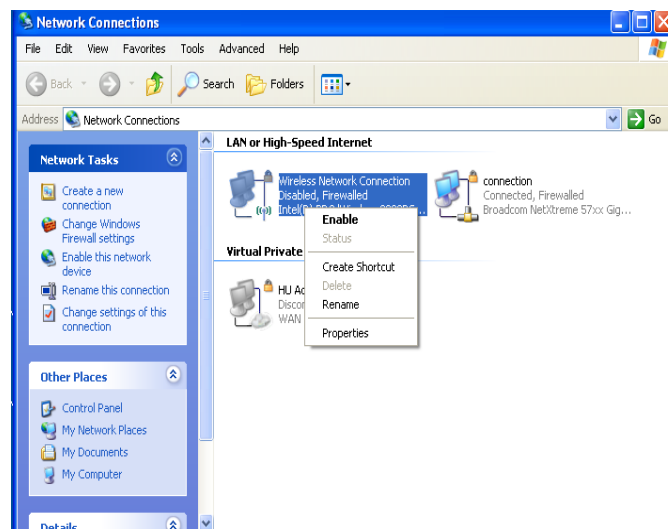 Network Connections
File Edit View Favorites Tools Advanced Help
Back Search Folders
Address Network Connections Go
Network Tasks
Create a new
connection
Change Windows
Firewall settings
Enable this network
device
Rename this connection
Change settings of this
connection
Other Places
Control Panel
My Network Places
My Documents
My Computer
Details
LAN or High-Speed Internet
Wireless Network Connection
Disabled, Firewalled
Intel(R)
connection
Connected, Firewalled
Broadcom NetXtreme 57xx Gig...
Virtual Private
HU
WAN
Enable
Status
Create Shortcut
Delete
Rename
Properties